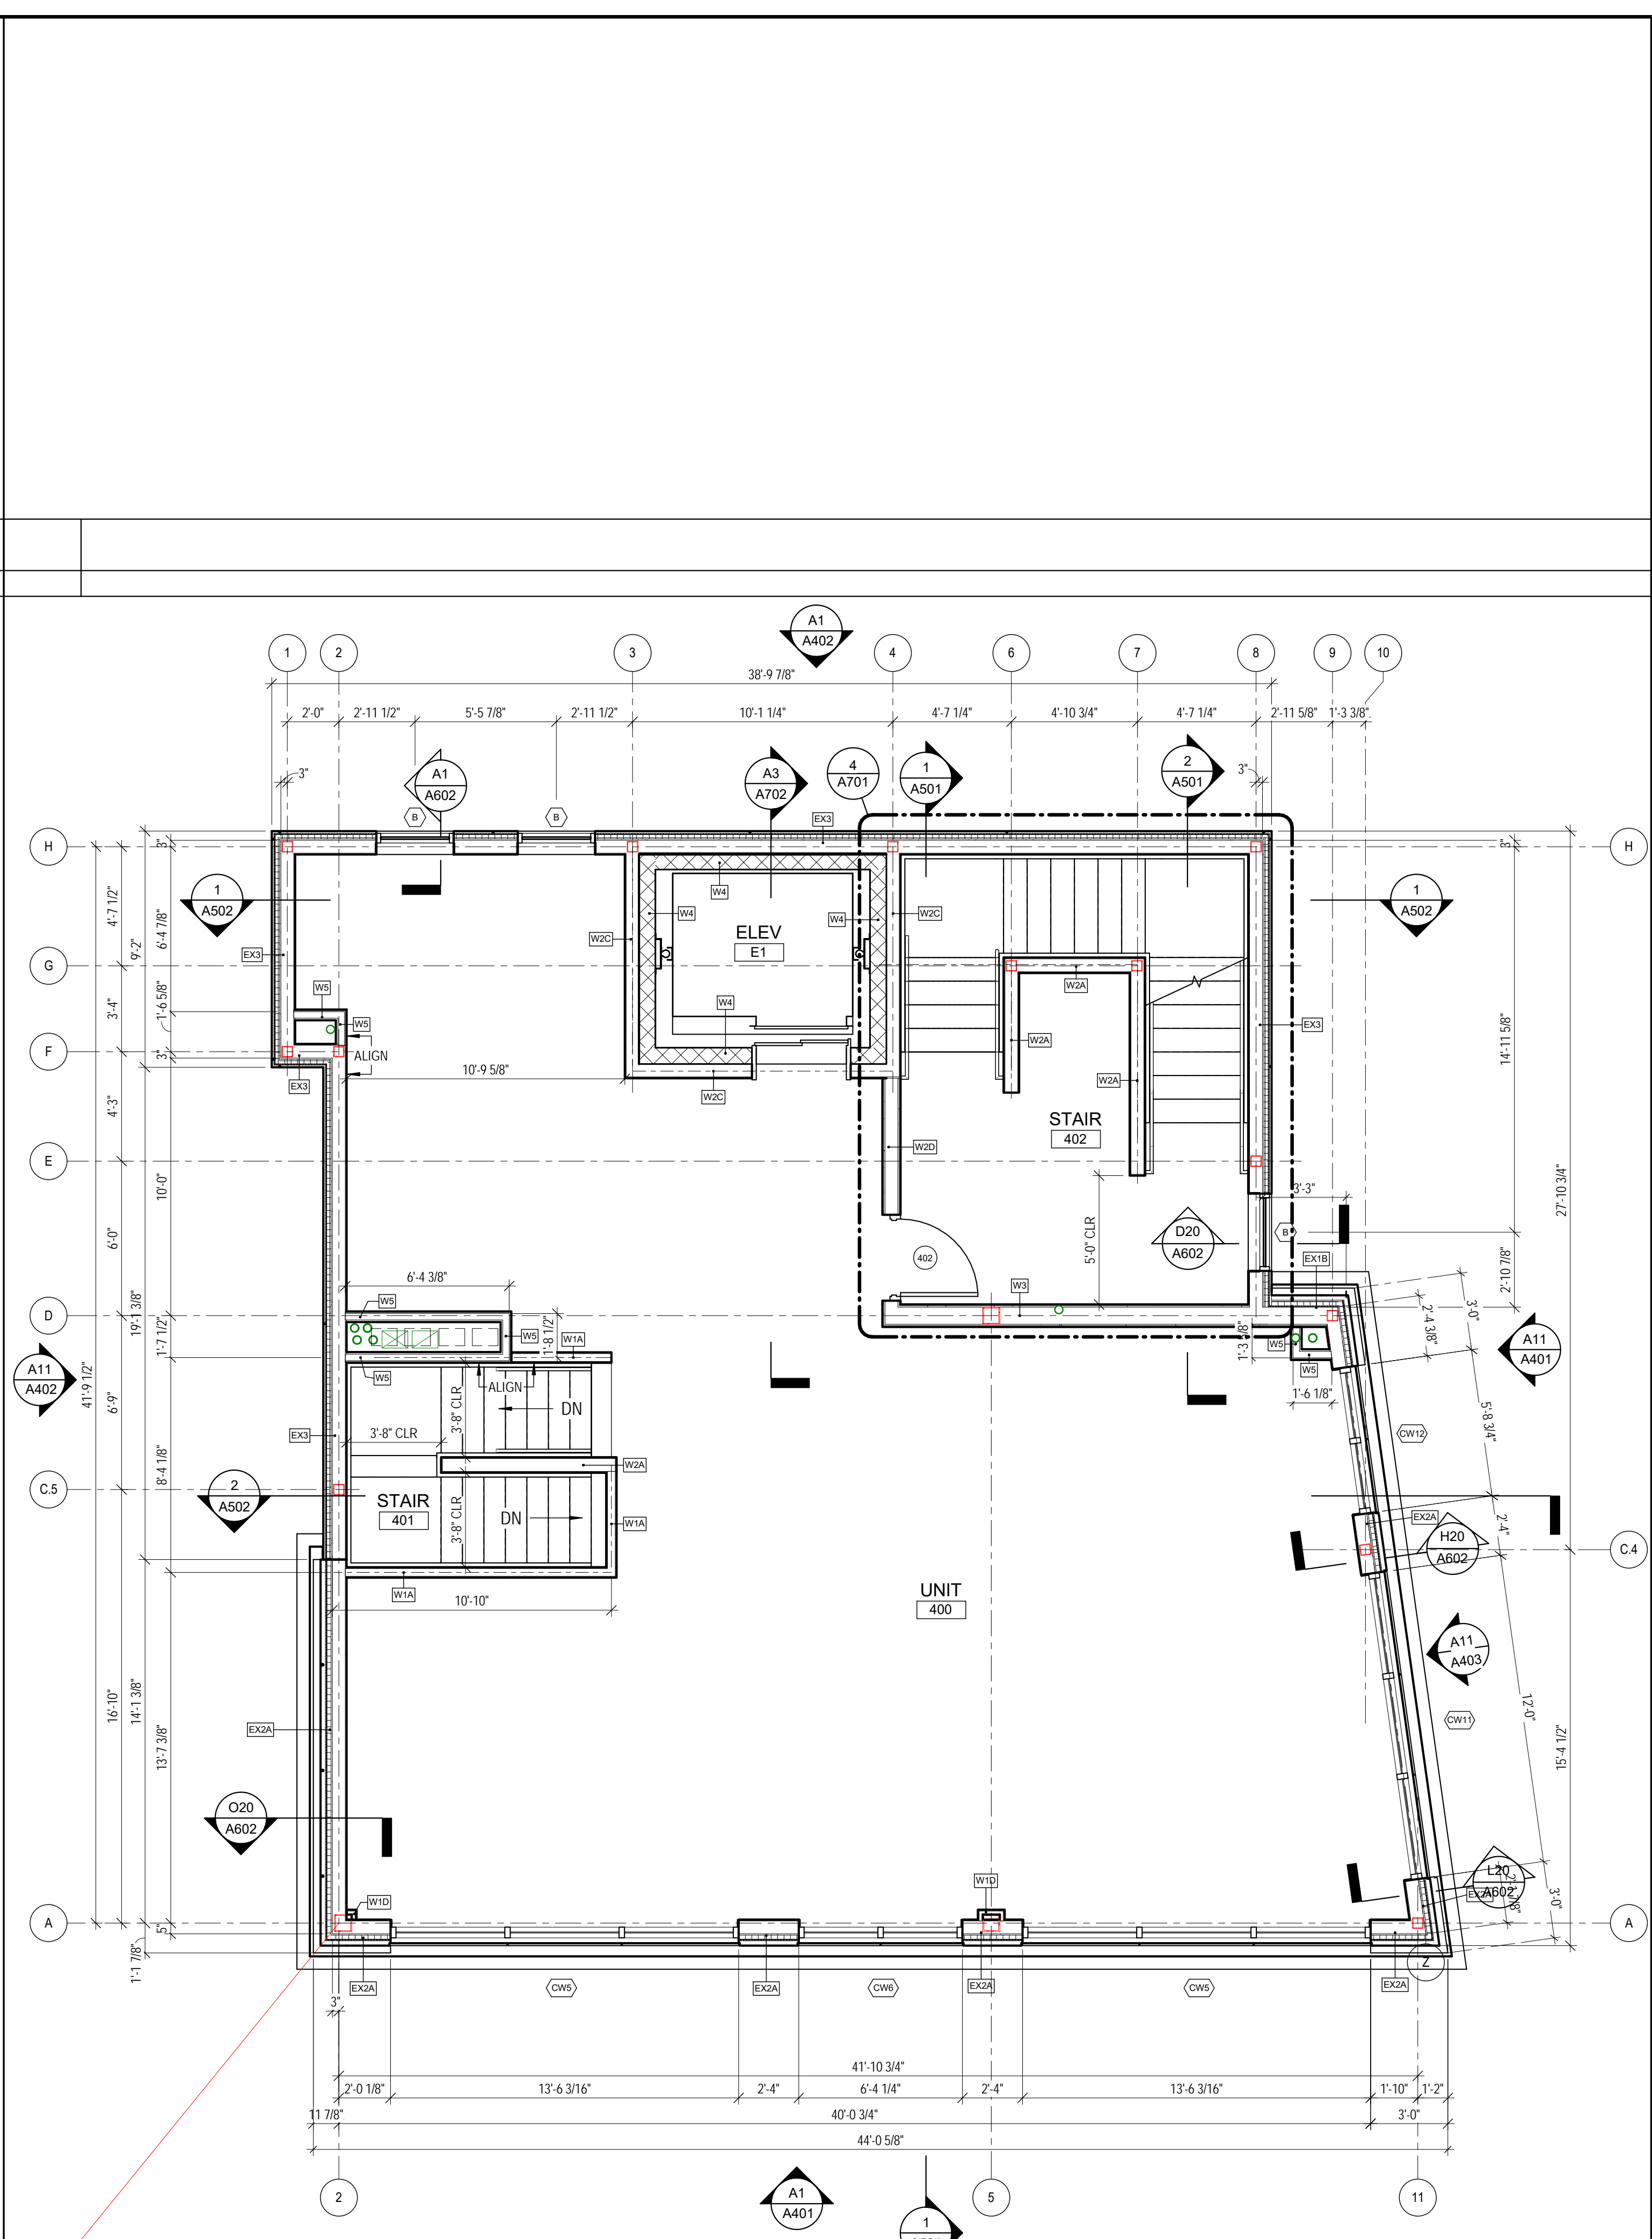 A1
A402
1
2
3
4
6
7
8
9
10
38'-9 7/8"
2'-0"
2'-11 1/2"
5'-5 7/8"
2'-11 1/2"
10'-1 1/4"
4'-7 1/4"
4'-10 3/4"
4'-7 1/4"
2'-11 5/8"
1'-3 3/8"
3"
A1
A602
A3
A702
4
A701
1
A501
2
A501
3"
B
B
EX3
H
3"
3"
H
1
A502
4'-7 1/2"
6'-4 7/8"
9'-2"
W4
W4
W4
W2C
W2C
ELEV
E1
1
A502
EX3
G
W5
W4
W2A
3'-4"
1'-6 5/8"
W5
EX3
14'-11 5/8"
F
3"
ALIGN
W2A
EX3
10'-9 5/8"
W2C
W2A
4'-3"
STAIR
402
W2D
E
10'-0"
3'-3"
27'-10 3/4"
6'-0"
5'-0" CLR
D20
A602
B
402
EX1B
6'-4 3/8"
W3
2'-10 7/8"
3'-0"
2'-4 3/8"
D
19'-1 3/8"
W5
W5
W1A
1'-8 1/2"
1'-7 1/2"
1'-3 3/8"
W5
W5
A11
A401
A11
A402
41'-9 1/2"
W5
ALIGN
6'-9"
DN
3'-8" CLR
3'-8" CLR
1'-6 1/8"
5'-8 3/4"
EX3
CW12
8'-4 1/8"
W2A
C.5
2
A502
STAIR
401
3'-8" CLR
DN
W1A
EX2A
2'-4"
H20
A602
C.4
W1A
10'-10"
UNIT
400
A11
A403
16'-10"
14'-1 3/8"
13'-7 3/8"
EX2A
CW11
12'-0"
15'-4 1/2"
O20
A602
W1D
W1D
L20
A602
3'-0"
A
5"
A
1'-1 7/8"
Z
EX2A
CW5
EX2A
CW6
EX2A
CW5
EX2A
3"
41'-10 3/4"
2'-0 1/8"
13'-6 3/16"
2'-4"
6'-4 1/4"
2'-4"
13'-6 3/16"
1'-10"
1'-2"
11 7/8"
40'-0 3/4"
3'-0"
44'-0 5/8"
2
A1
A401
5
1
11